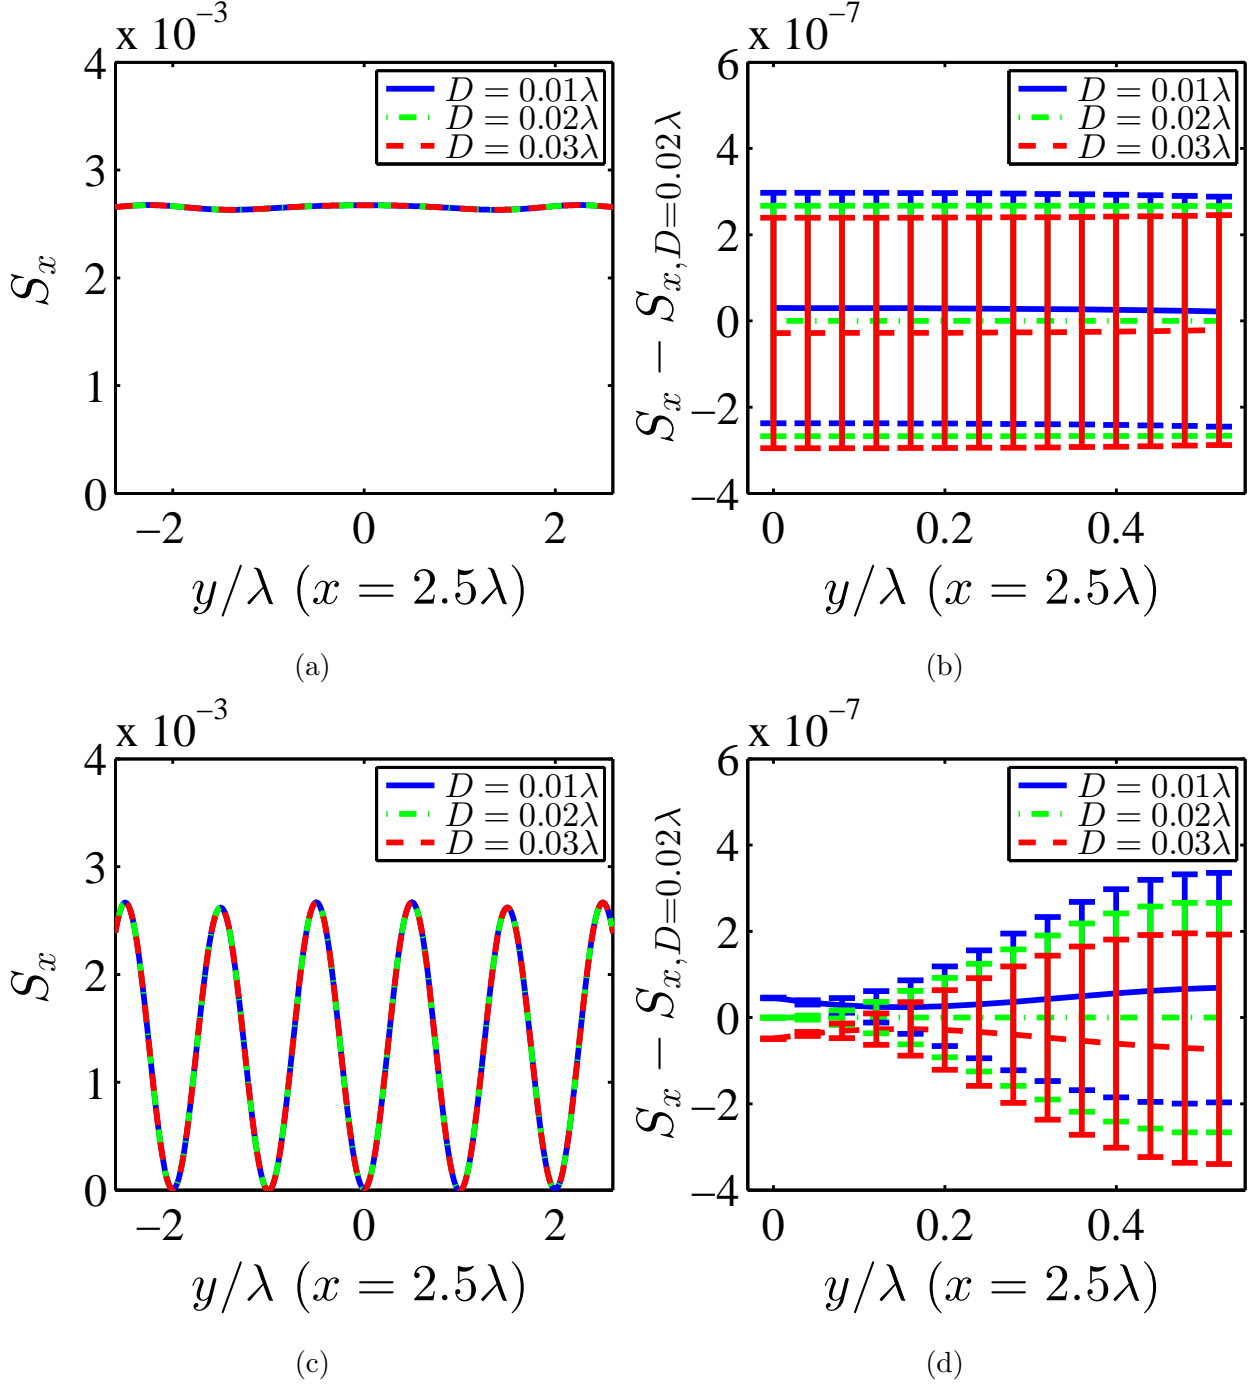 x 10⁻³
4
3
2
1
0
S_x
D = 0.01λ
D = 0.02λ
D = 0.03λ
−2 0 2
y/λ (x = 2.5λ)
(a)
x 10⁻⁷
6
4
2
0
−2
−4
S_x − S_{x,D=0.02λ}
D = 0.01λ
D = 0.02λ
D = 0.03λ
0 0.2 0.4
y/λ (x = 2.5λ)
(b)
x 10⁻³
4
3
2
1
0
S_x
D = 0.01λ
D = 0.02λ
D = 0.03λ
−2 0 2
y/λ (x = 2.5λ)
(c)
x 10⁻⁷
6
4
2
0
−2
−4
S_x − S_{x,D=0.02λ}
D = 0.01λ
D = 0.02λ
D = 0.03λ
0 0.2 0.4
y/λ (x = 2.5λ)
(d)